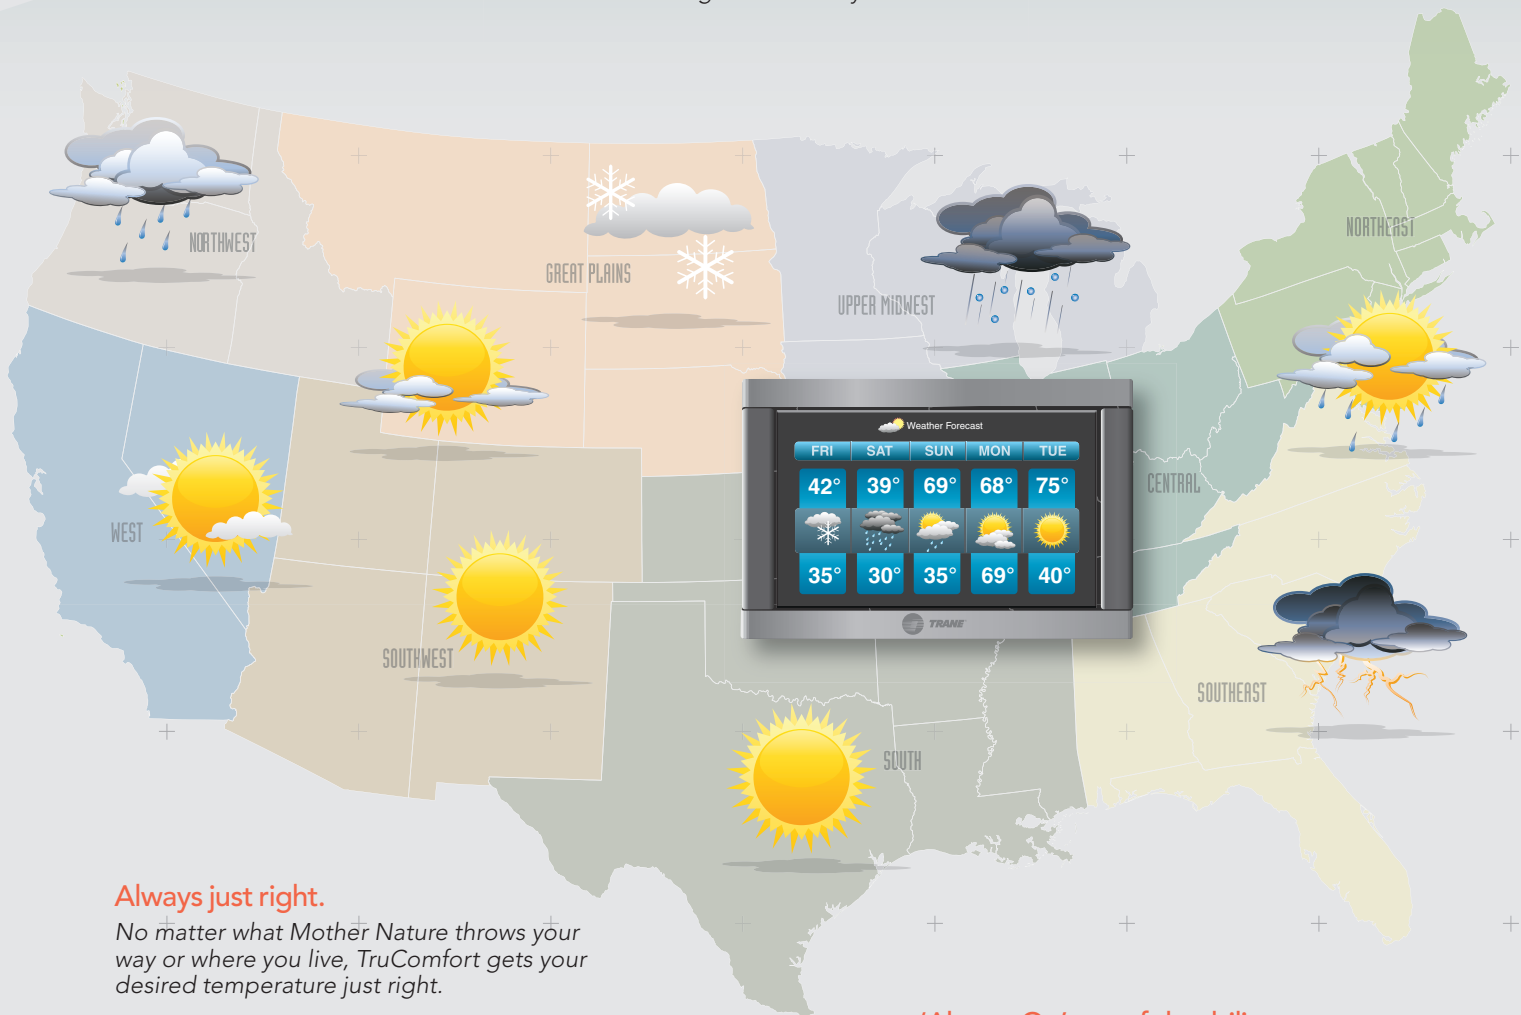 NORTHWEST
NORTHEAST
GREAT PLAINS
UPPER MiDWEST
Weather Forecast
FRI SAT SUN MON TUE
42° 39° 69° 68° 75°
CENTRAL
WEST
35° 30° 35° 69° 40°
TRANE
SOUTHWEST
SOUTHEAST
SOUTH
Always just right.
No matter what Mother Nature throws your
way or where you live, TruComfort gets your
desired temperature just right.